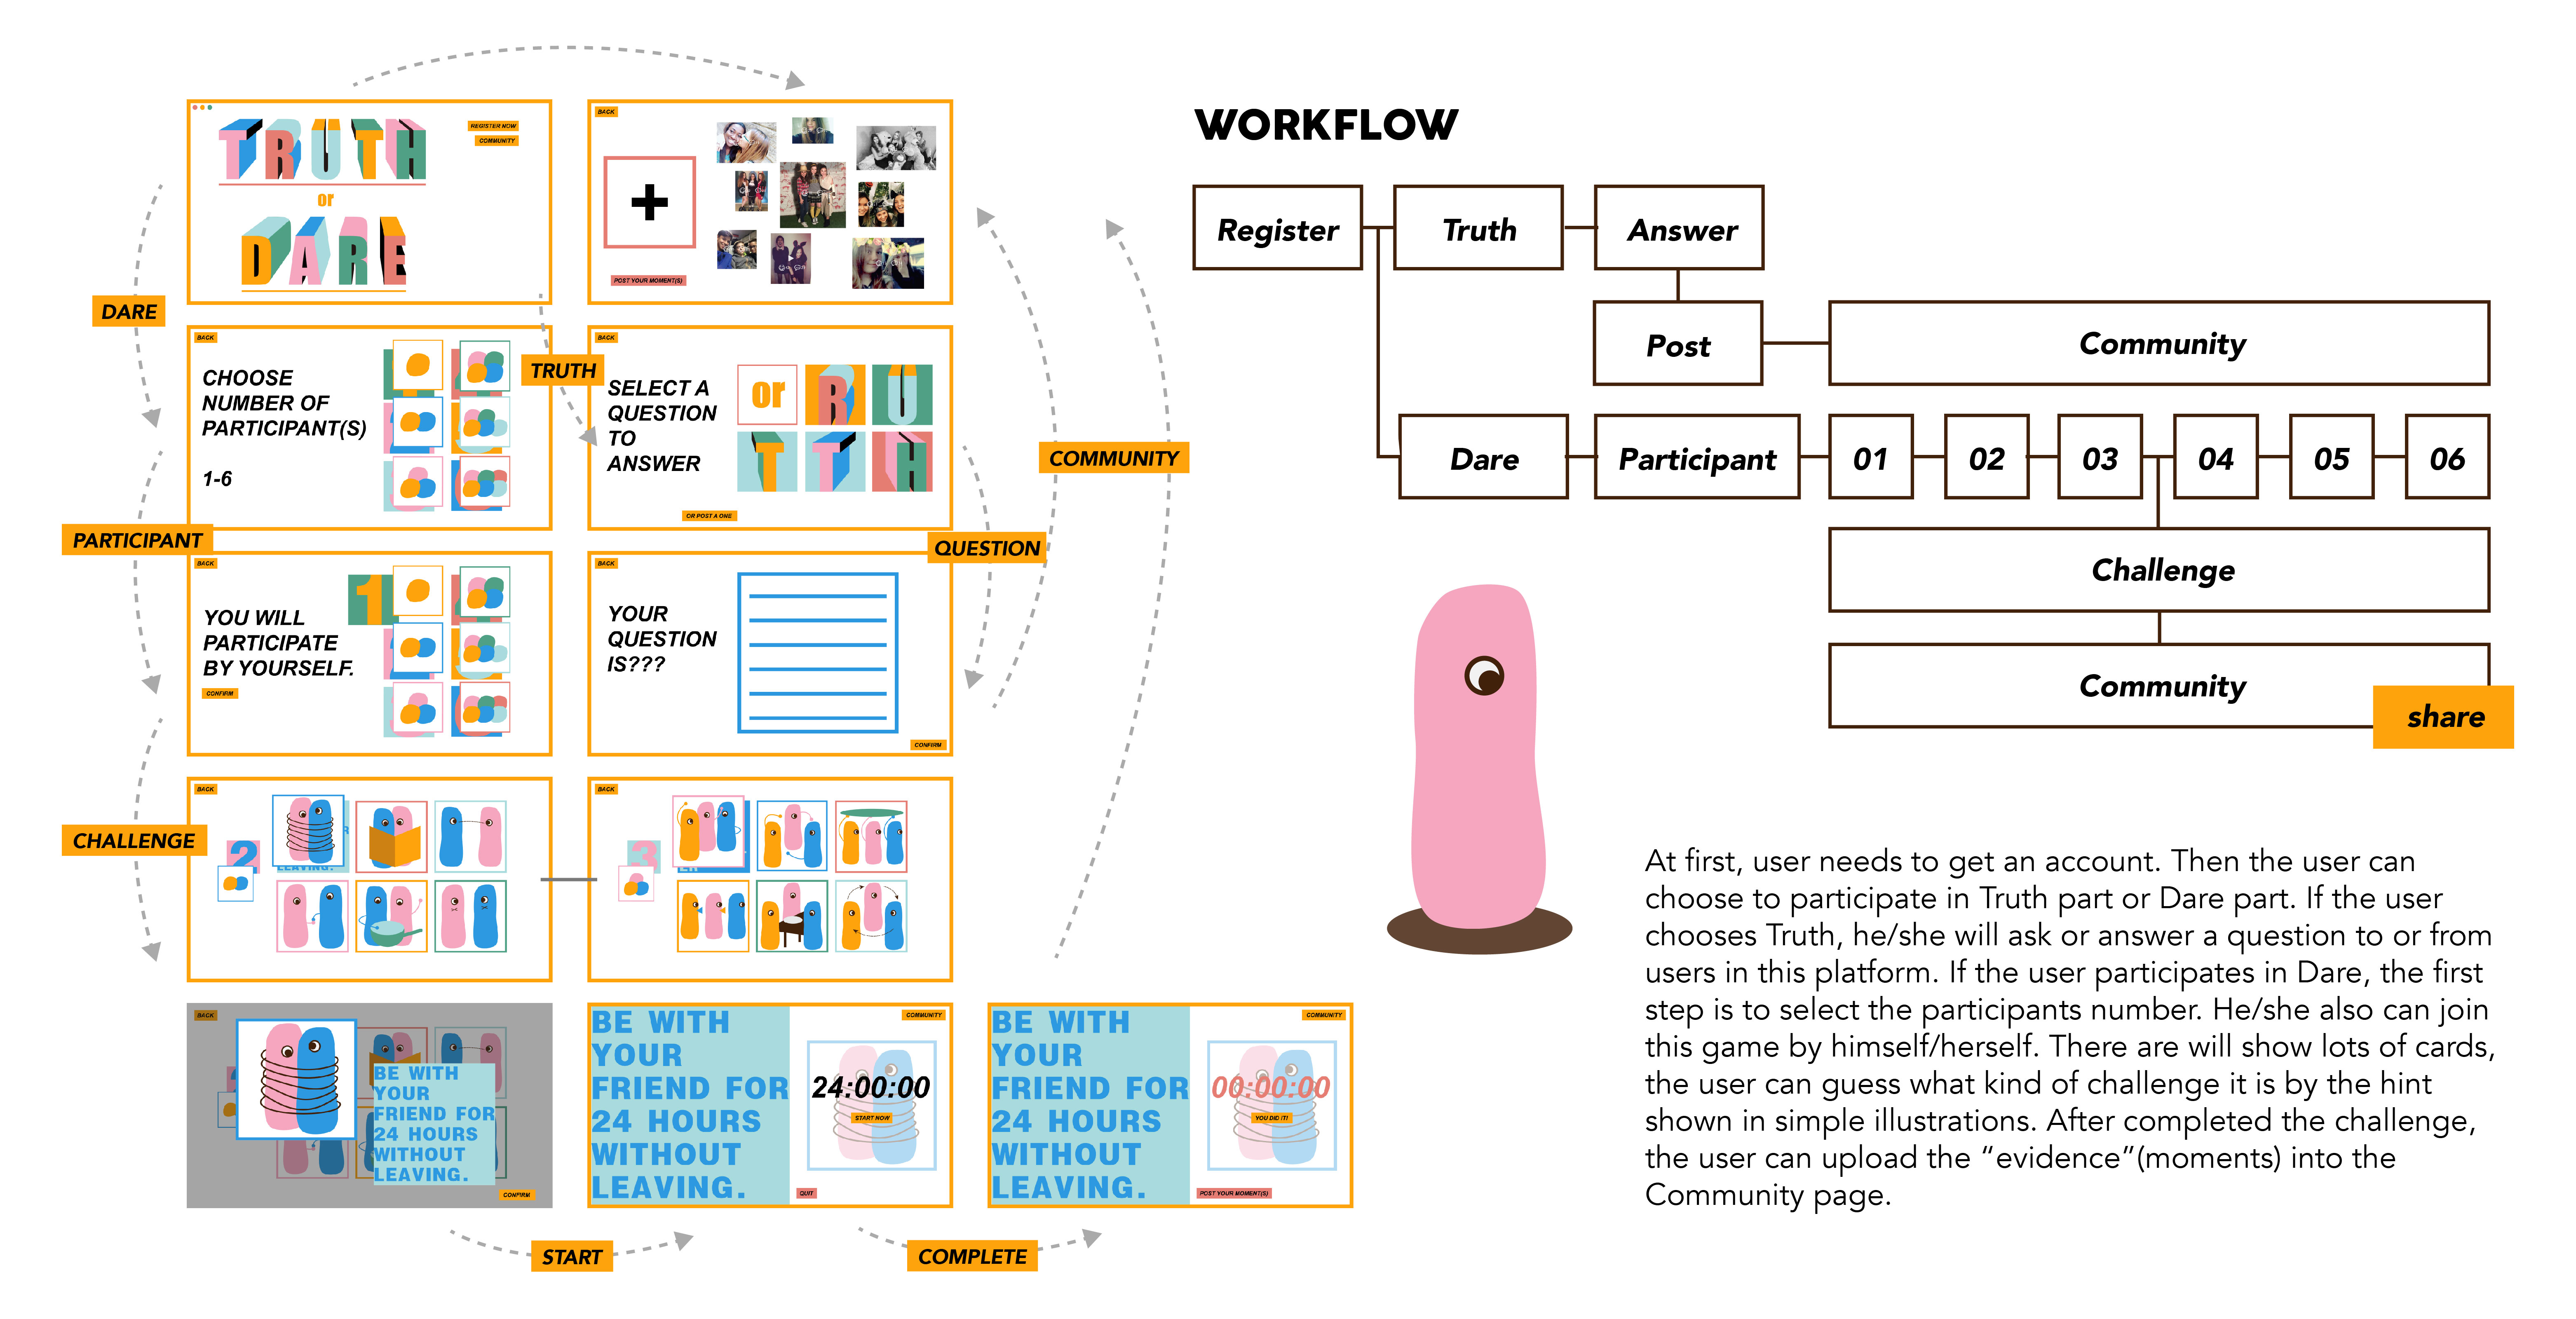 TRUTH
or
DARE
REGISTER NOW
COMMUNITY
BACK
+
POST YOUR MOMENT(S)
DARE
BACK
CHOOSE
NUMBER OF
PARTICIPANT(S)
1-6
TRUTH
BACK
SELECT A
QUESTION
TO
ANSWER
or R U
T T H
OR POST A ONE
COMMUNITY
PARTICIPANT
QUESTION
BACK
YOU WILL
PARTICIPATE
BY YOURSELF.
CONFIRM
1
BACK
YOUR
QUESTION
IS???
CONFIRM
CHALLENGE
BACK
2
LEAVING.
BACK
3
BACK
BE WITH
YOUR
FRIEND FOR
24 HOURS
WITHOUT
LEAVING.
CONFIRM
BE WITH
YOUR
FRIEND FOR
24 HOURS
WITHOUT
LEAVING.
COMMUNITY
24:00:00
START NOW
QUIT
BE WITH
YOUR
FRIEND FOR
24 HOURS
WITHOUT
LEAVING.
COMMUNITY
00:00:00
YOU DID IT!
POST YOUR MOMENT(S)
START
COMPLETE
WORKFLOW
Register
Truth
Answer
Post
Community
Dare
Participant
01
02
03
04
05
06
Challenge
Community
share
At first, user needs to get an account. Then the user can
choose to participate in Truth part or Dare part. If the user
chooses Truth, he/she will ask or answer a question to or from
users in this platform. If the user participates in Dare, the first
step is to select the participants number. He/she also can join
this game by himself/herself. There are will show lots of cards,
the user can guess what kind of challenge it is by the hint
shown in simple illustrations. After completed the challenge,
the user can upload the “evidence”(moments) into the
Community page.